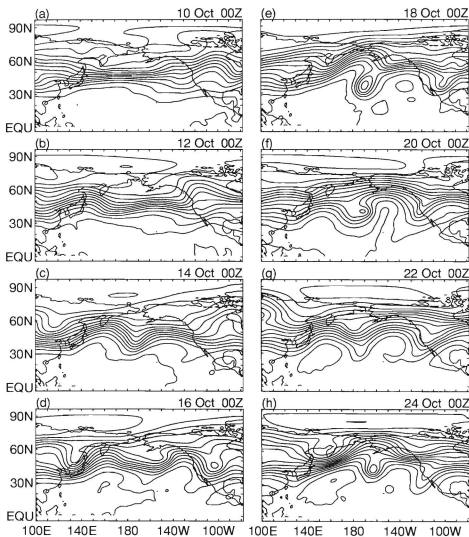 (a) 10 Oct 00Z
90N
60N
30N
EQU
(b) 12 Oct 00Z
90N
60N
30N
EQU
(c) 14 Oct 00Z
90N
60N
30N
EQU
(d) 16 Oct 00Z
90N
60N
30N
EQU
100E 140E 180 140W 100W
(e) 18 Oct 00Z
(f) 20 Oct 00Z
(g) 22 Oct 00Z
(h) 24 Oct 00Z
100E 140E 180 140W 100W